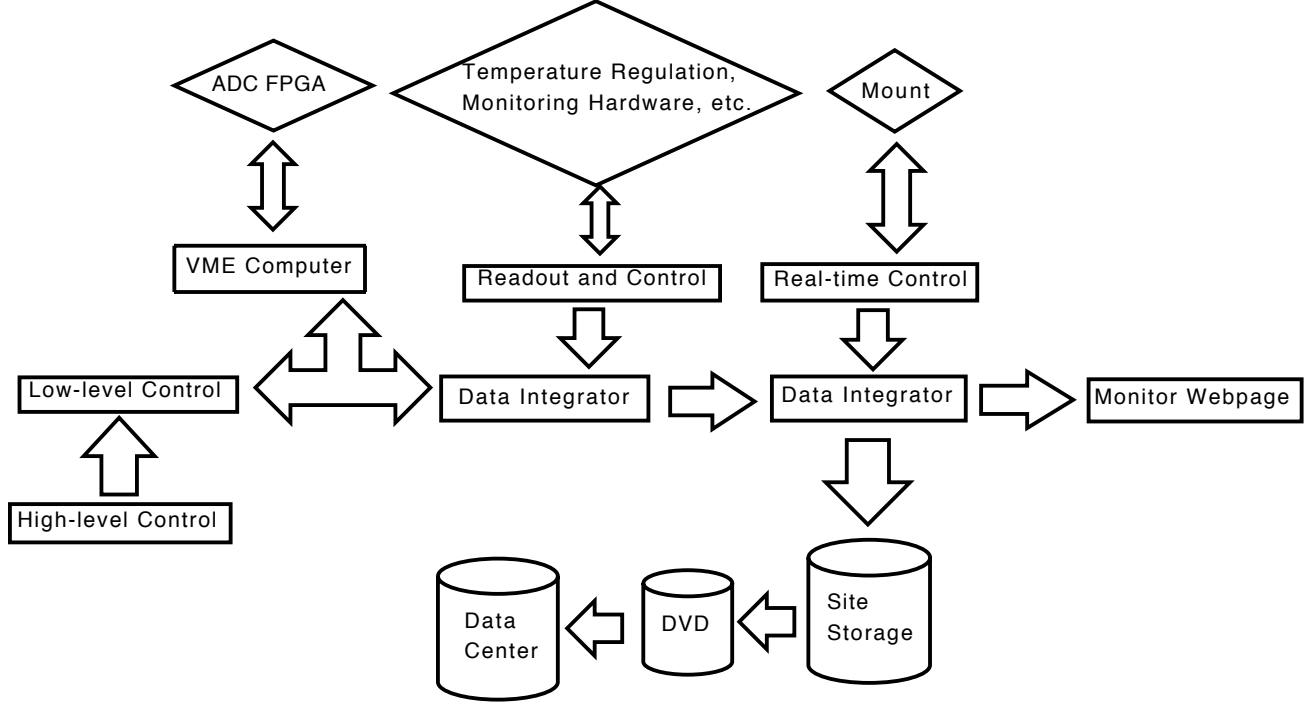 ADC FPGA
Temperature Regulation,
Monitoring Hardware, etc.
Mount
VME Computer
Readout and Control
Real-time Control
Low-level Control
Data Integrator
Data Integrator
Monitor Webpage
High-level Control
Data
Center
DVD
Site
Storage